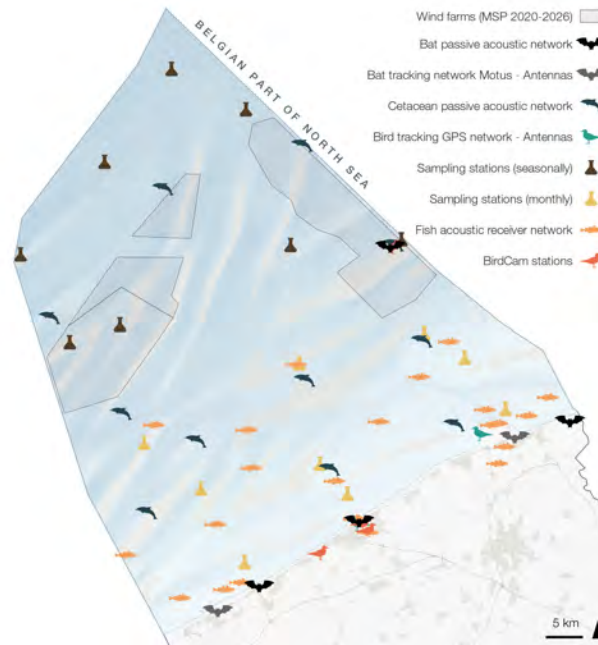 Wind farms (MSP 2020-2026)
Bat passive acoustic network
Bat tracking network Motus - Antennas
Cetacean passive acoustic network
Bird tracking GPS network - Antennas
Sampling stations (seasonally)
Sampling stations (monthly)
Fish acoustic receiver network
BirdCam stations
BELGIAN PART OF NORTH SEA
5 km